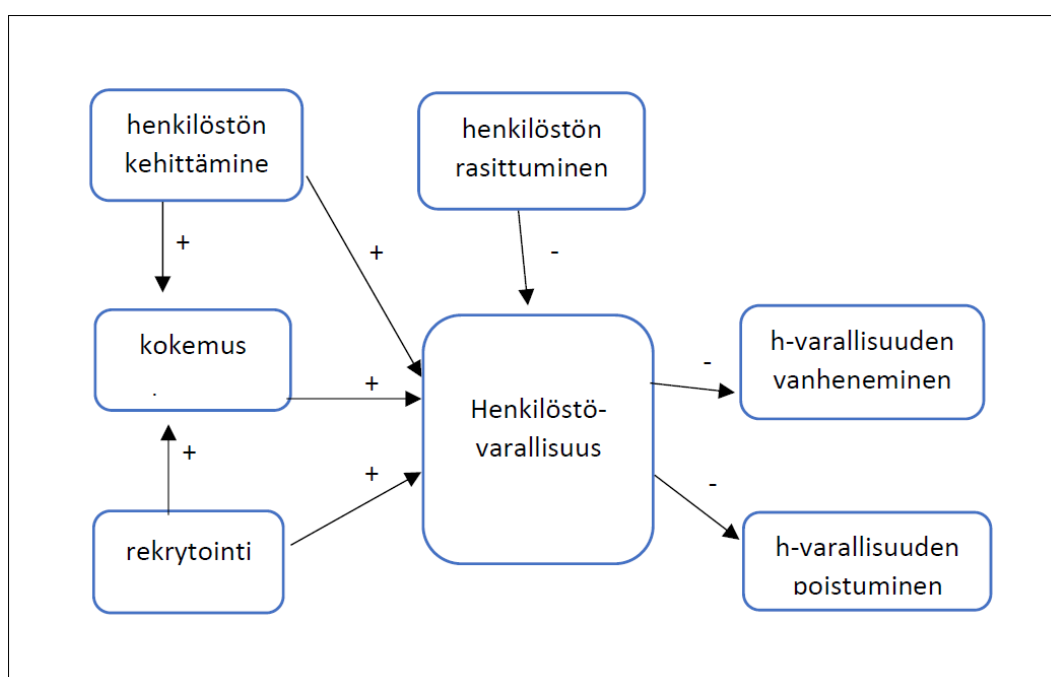 henkilöstön
kehittämine
henkilöstön
rasittuminen
+
+
-
kokemus
.
+
+
Henkilöstö-
varallisuus
-
h-varallisuuden
vanheneminen
rekrytointi
+
-
h-varallisuuden
poistuminen